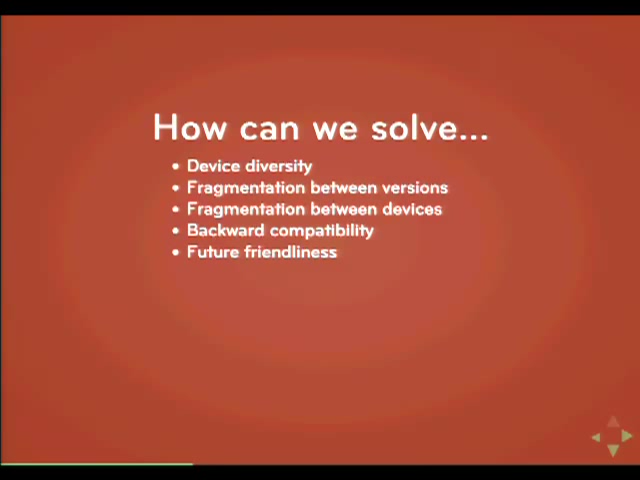 How can we solve...
• Device diversity
• Fragmentation between versions
• Fragmentation between devices
• Backward compatibility
• Future friendliness